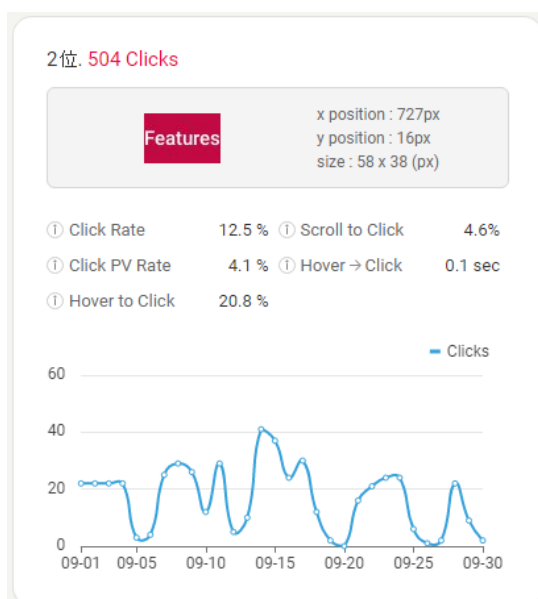 2位. 504 Clicks
Features
x position : 727px
y position : 16px
size : 58 x 38 (px)
Click Rate 12.5 % Scroll to Click 4.6%
Click PV Rate 4.1 % Hover → Click 0.1 sec
Hover to Click 20.8 %
Clicks
60
40
20
0
09-01 09-05 09-10 09-15 09-20 09-25 09-30